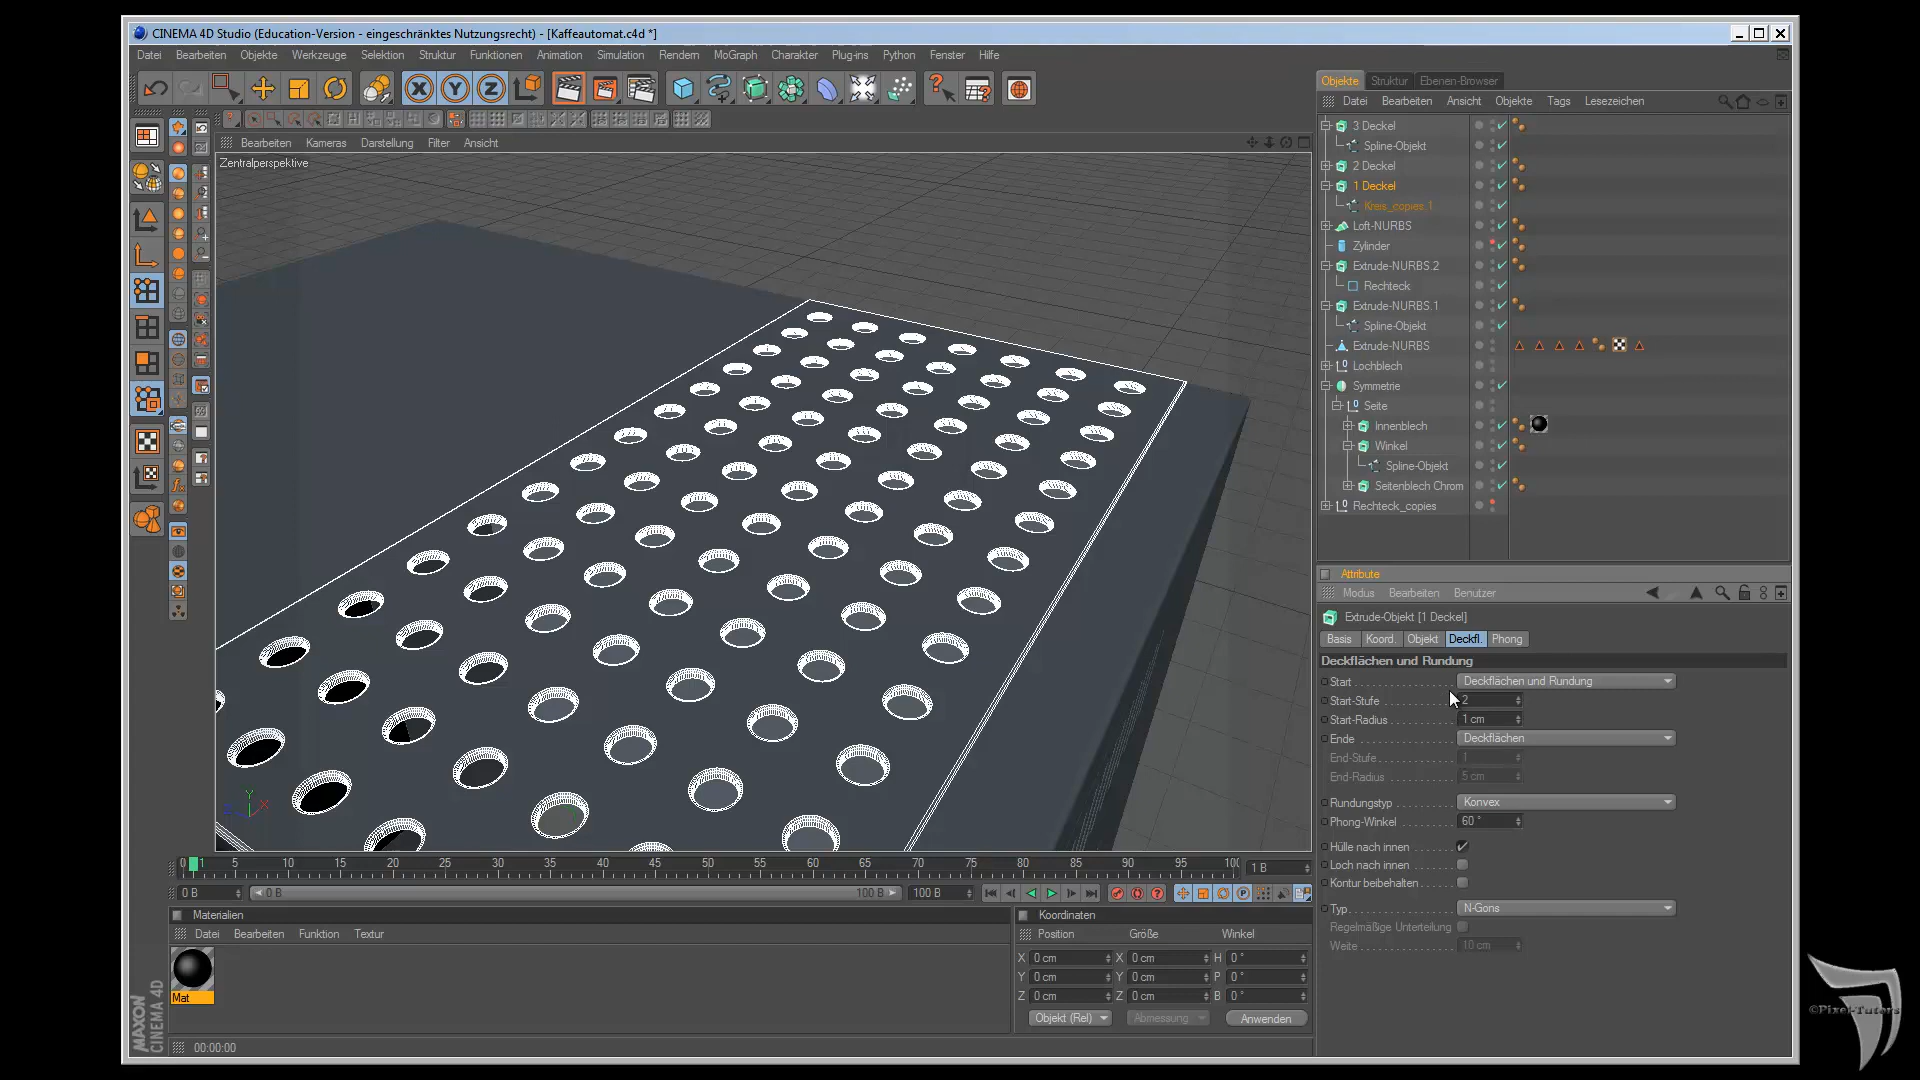 CINEMA 4D Studio (Education-Version - eingeschränktes Nutzungsrecht) - [Kaffeeautomat.c4d *]
Datei Bearbeiten Objekte Werkzeuge Selektion Struktur Funktionen Animation Simulation Rendern MoGraph Charakter Plug-ins Python Fenster Hilfe
Objekte Struktur Ebenen-Browser
Datei Bearbeiten Ansicht Objekte Tags Lesezeichen
Bearbeiten Kameras Darstellung Filter Ansicht
Zentralperspektive
3 Deckel
Spline-Objekt
2 Deckel
1 Deckel
Kreis_copies.1
Loft-NURBS
Zylinder
Extrude-NURBS.2
Rechteck
Extrude-NURBS.1
Spline-Objekt
Extrude-NURBS
Lochblech
Symmetrie
Seite
Innenblech
Winkel
Spline-Objekt
Seitenblech Chrom
Rechteck_copies
Attribute
Modus Bearbeiten Benutzer
Extrude-Objekt [1 Deckel]
Basis Koord. Objekt Deckfl. Phong
Deckflächen und Rundung
Start Deckflächen und Rundung
Start-Stufe 2
Start-Radius 1 cm
Ende Deckflächen
End-Stufe 1
End-Radius 5 cm
Rundungstyp Konvex
Phong-Winkel 60 °
Hülle nach innen
Loch nach innen
Kontur beibehalten
Typ N-Gons
Regelmäßige Unterteilung
Weite 10 cm
Y X Z
0 1 5 10 15 20 25 30 35 40 45 50 55 60 65 70 75 80 85 90 95 100 1 B
0 B 0 B 100 B 100 B
Materialien
Datei Bearbeiten Funktion Textur
Mat
Koordinaten
Position Größe Winkel
X 0 cm X 0 cm H 0 °
Y 0 cm Y 0 cm P 0 °
Z 0 cm Z 0 cm B 0 °
Objekt (Rel) Abmessung Anwenden
MAXON
CINEMA 4D
00:00:00
©Pixel-Tutors